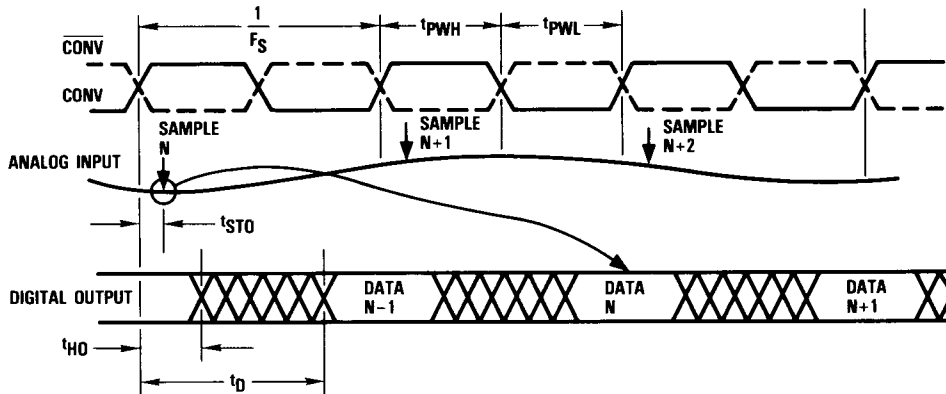 1
F_S
t_PWH
t_PWL
C̅O̅N̅V̅
CONV
SAMPLE
N
SAMPLE
N+1
SAMPLE
N+2
ANALOG INPUT
t_STO
DIGITAL OUTPUT
DATA
N-1
DATA
N
DATA
N+1
t_HO
t_D